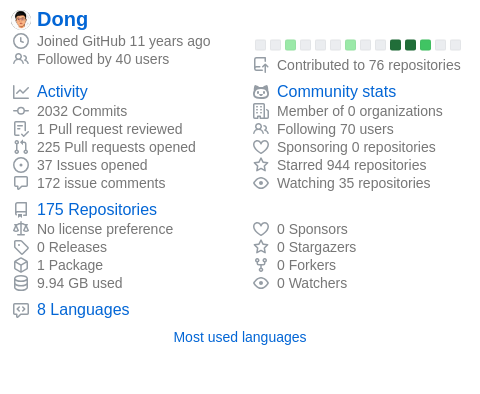 Dong
Joined GitHub 11 years ago
Followed by 40 users
Contributed to 76 repositories
Activity
2032 Commits
1 Pull request reviewed
225 Pull requests opened
37 Issues opened
172 issue comments
Community stats
Member of 0 organizations
Following 70 users
Sponsoring 0 repositories
Starred 944 repositories
Watching 35 repositories
175 Repositories
No license preference
0 Releases
1 Package
9.94 GB used
0 Sponsors
0 Stargazers
0 Forkers
0 Watchers
8 Languages
Most used languages